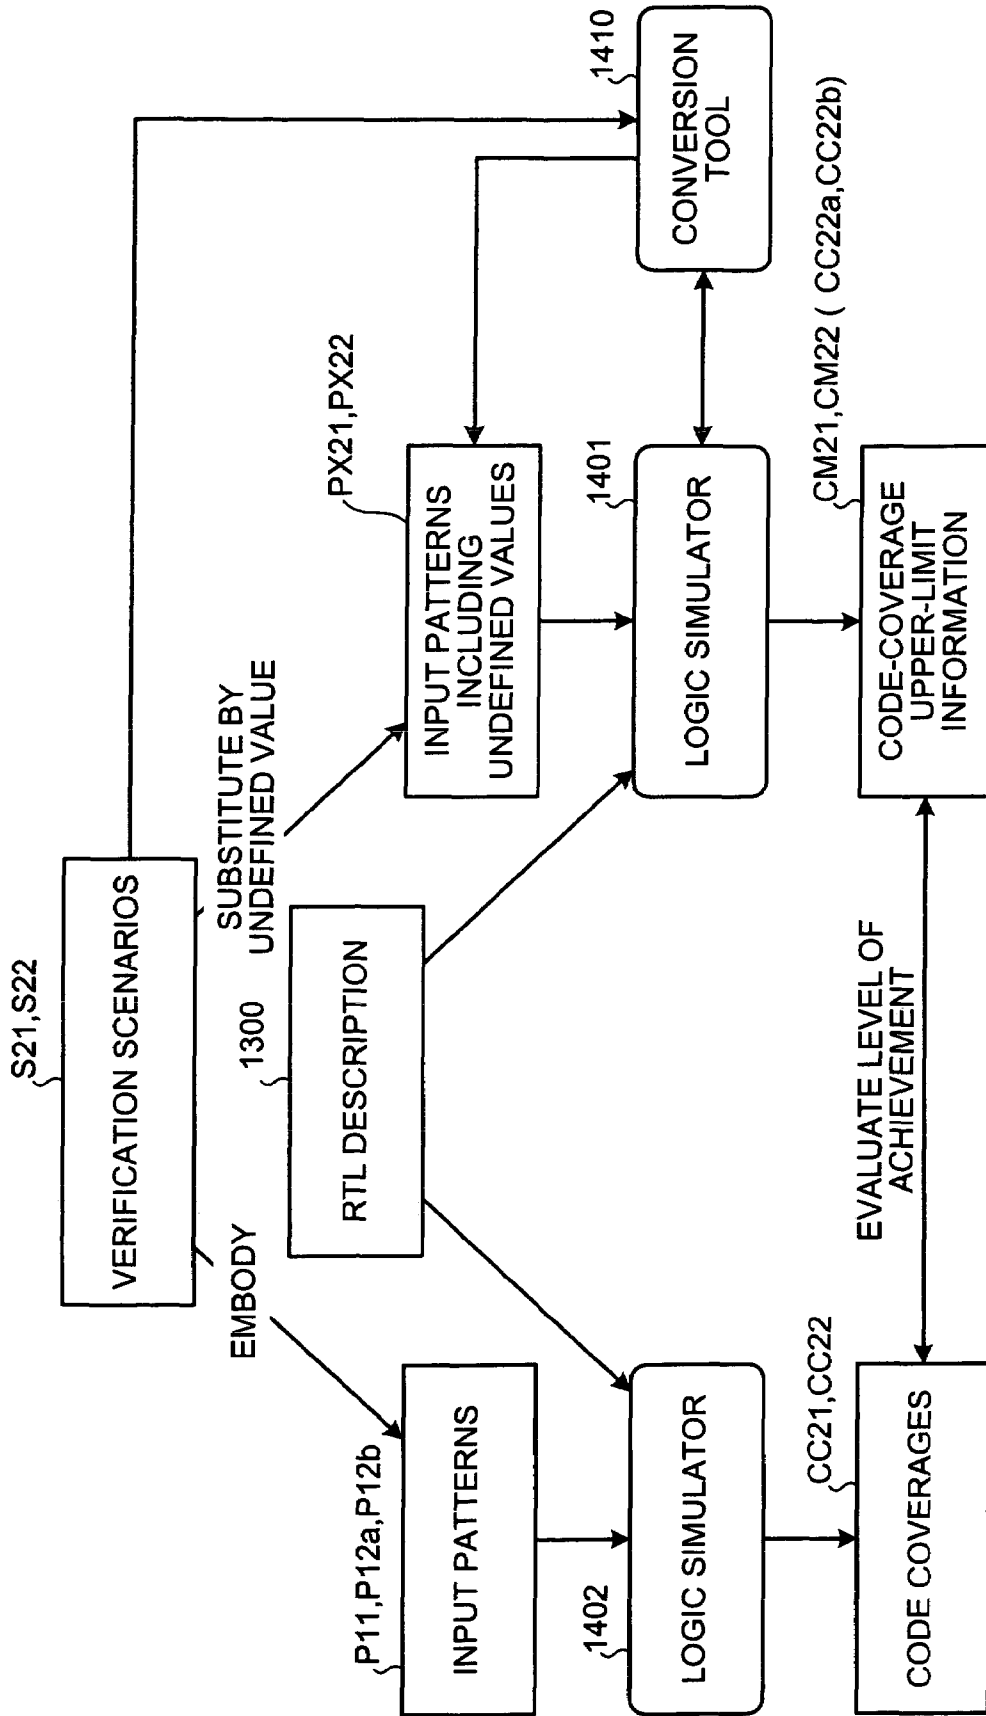 S21,S22
VERIFICATION SCENARIOS
EMBODY
SUBSTITUTE BY
UNDEFINED VALUE
1300
RTL DESCRIPTION
P11,P12a,P12b
INPUT PATTERNS
PX21,PX22
INPUT PATTERNS
INCLUDING
UNDEFINED VALUES
1402
LOGIC SIMULATOR
1401
LOGIC SIMULATOR
1410
CONVERSION
TOOL
CC21,CC22
CODE COVERAGES
EVALUATE LEVEL OF
ACHIEVEMENT
CM21,CM22 ( CC22a,CC22b)
CODE-COVERAGE
UPPER-LIMIT
INFORMATION